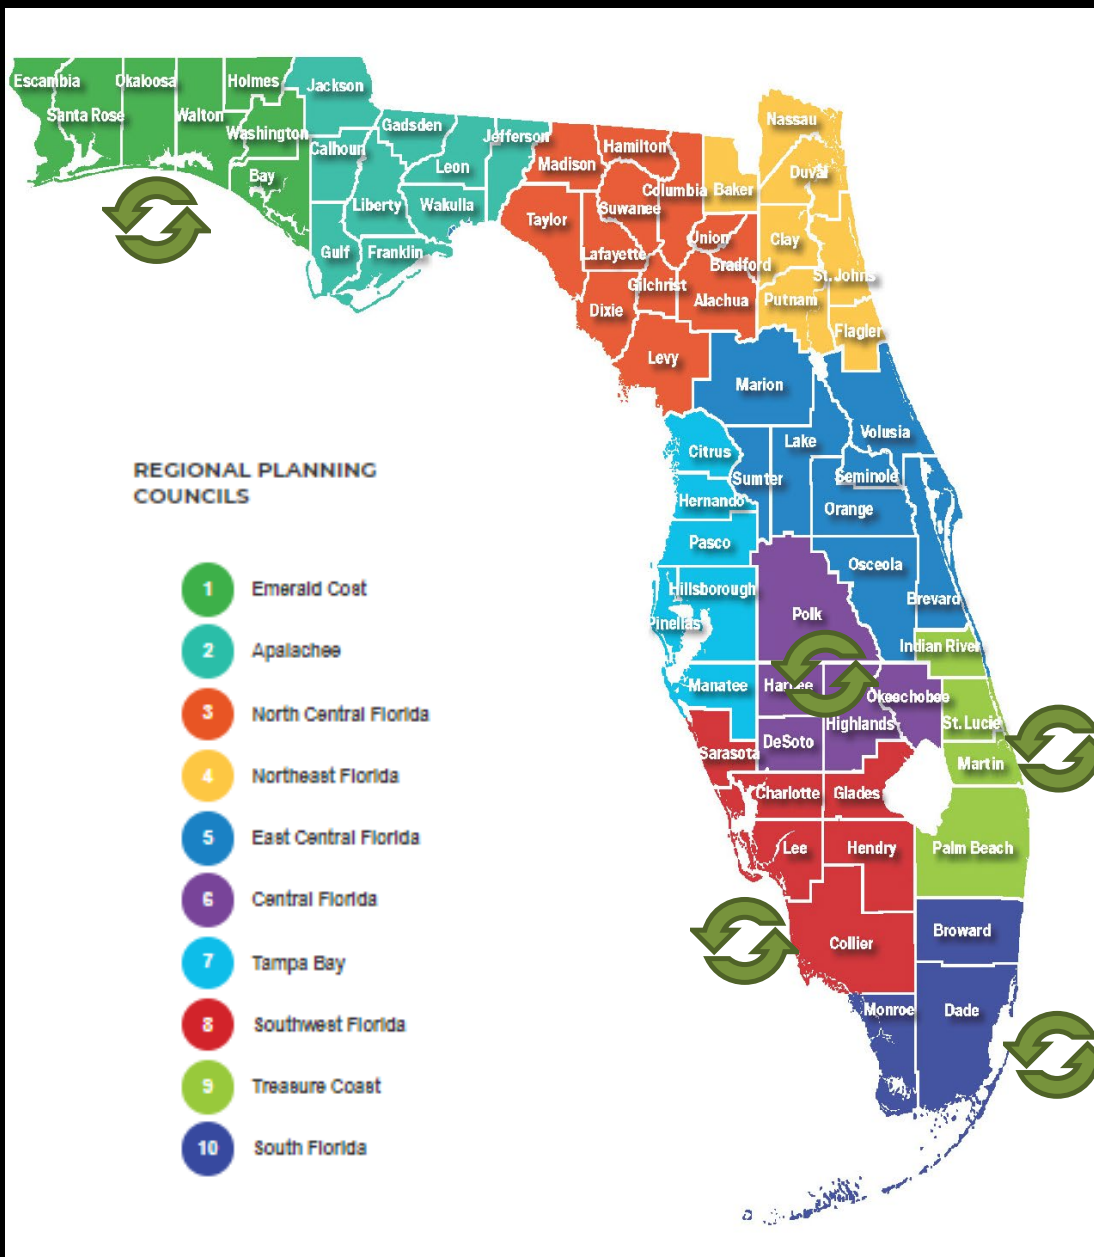 Escambia
Santa Rose
Okaloosa
Walton
Holmes
Washington
Bay
Jackson
Calhoun
Gulf
Liberty
Franklin
Gadsden
Leon
Wakulla
Jefferson
Madison
Taylor
Hamilton
Suwanee
Lafayette
Dixie
Columbia
Gilchrist
Levy
Union
Bradford
Alachua
Baker
Nassau
Duval
Clay
St. Johns
Putnam
Flagler
Marion
Volusia
Lake
Sumter
Seminole
Orange
Osceola
Brevard
Citrus
Hernando
Pasco
Hillsborough
Pinellas
Manatee
Polk
Hardee
Highlands
Okeechobee
DeSoto
Indian River
St. Lucie
Martin
Palm Beach
Sarasota
Charlotte
Glades
Lee
Hendry
Collier
Broward
Dade
Monroe
REGIONAL PLANNING
COUNCILS
1 Emerald Cost
2 Apalachee
3 North Central Florida
4 Northeast Florida
5 East Central Florida
6 Central Florida
7 Tampa Bay
8 Southwest Florida
9 Treasure Coast
10 South Florida